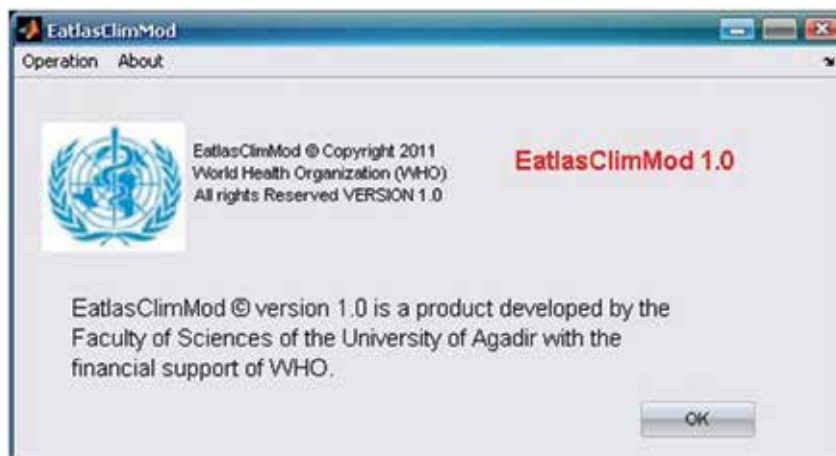 EatlasClimMod
Operation About
EatlasClimMod © Copyright 2011
World Health Organization (WHO)
All rights Reserved VERSION 1.0
EatlasClimMod 1.0
EatlasClimMod © version 1.0 is a product developed by the
Faculty of Sciences of the University of Agadir with the
financial support of WHO.
OK